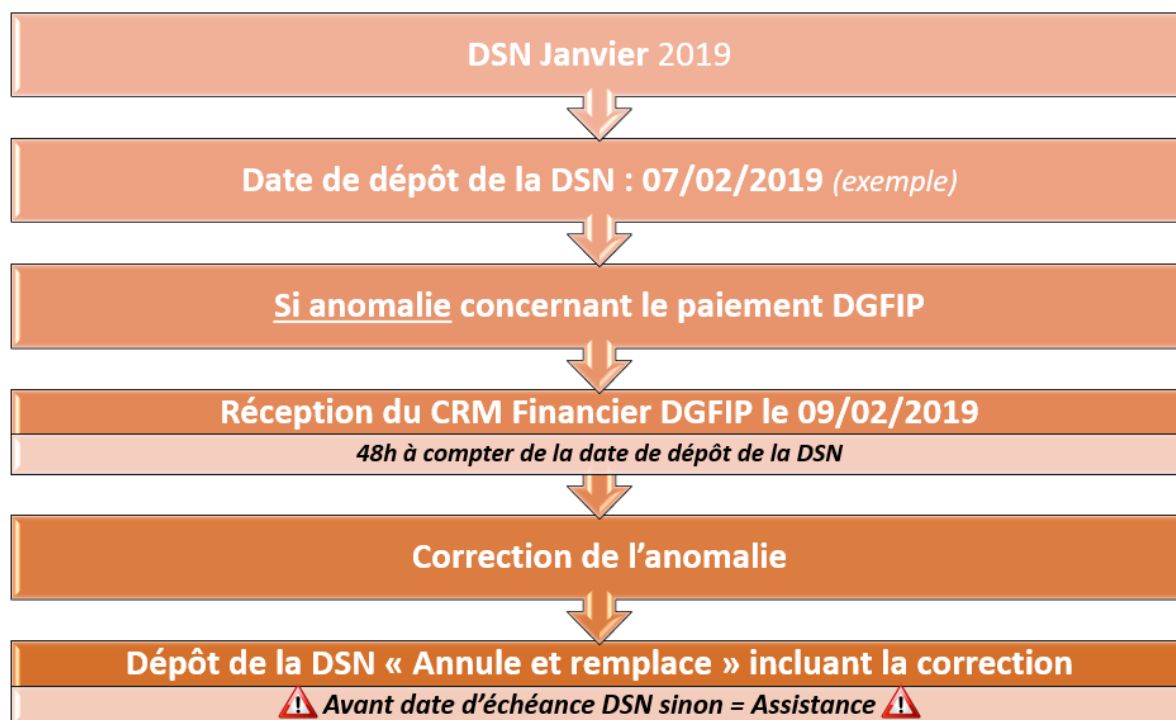 DSN Janvier 2019
Date de dépôt de la DSN : 07/02/2019 (exemple)
Si anomalie concernant le paiement DGFIP
Réception du CRM Financier DGFIP le 09/02/2019
48h à compter de la date de dépôt de la DSN
Correction de l’anomalie
Dépôt de la DSN « Annule et remplace » incluant la correction
Avant date d’échéance DSN sinon = Assistance